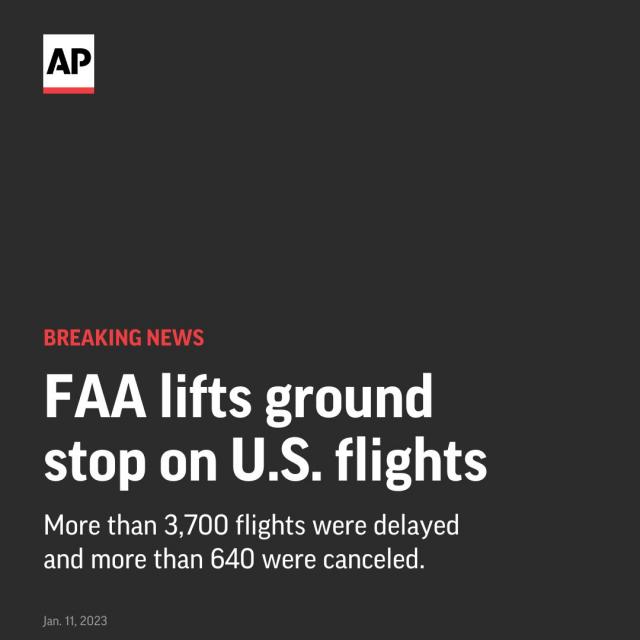 AP
BREAKING NEWS
FAA lifts ground
stop on U.S. flights
More than 3,700 flights were delayed
and more than 640 were canceled.
Jan. 11, 2023